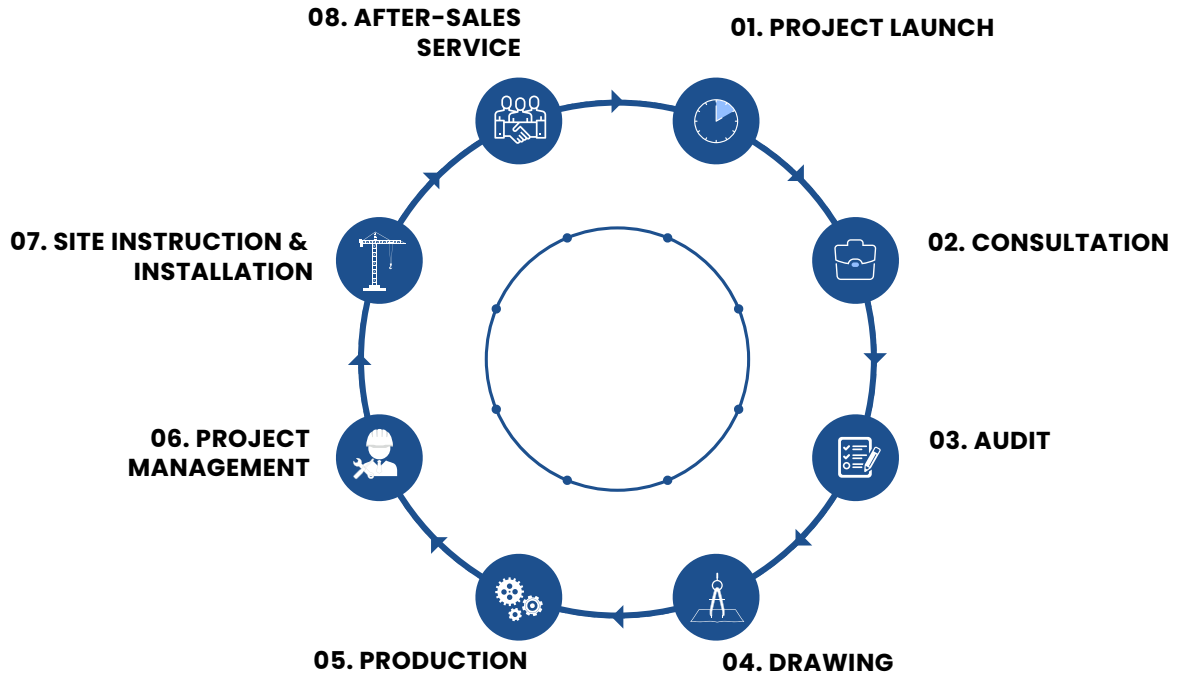 01. PROJECT LAUNCH
02. CONSULTATION
03. AUDIT
04. DRAWING
05. PRODUCTION
06. PROJECT
MANAGEMENT
07. SITE INSTRUCTION &
INSTALLATION
08. AFTER-SALES
SERVICE